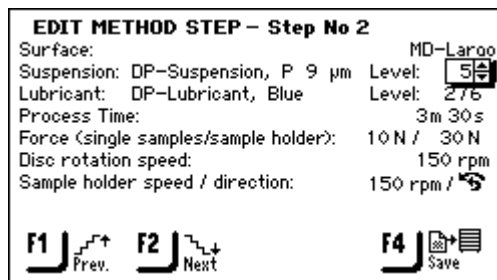 EDIT METHOD STEP – Step No 2
Surface: MD-Largo
Suspension: DP-Suspension, P 9 µm Level: 5
Lubricant: DP-Lubricant, Blue Level: 2/6
Process Time: 3m 30s
Force (single samples/sample holder): 10N / 30N
Disc rotation speed: 150 rpm
Sample holder speed / direction: 150 rpm /
F1 Prev. F2 Next F4 Save